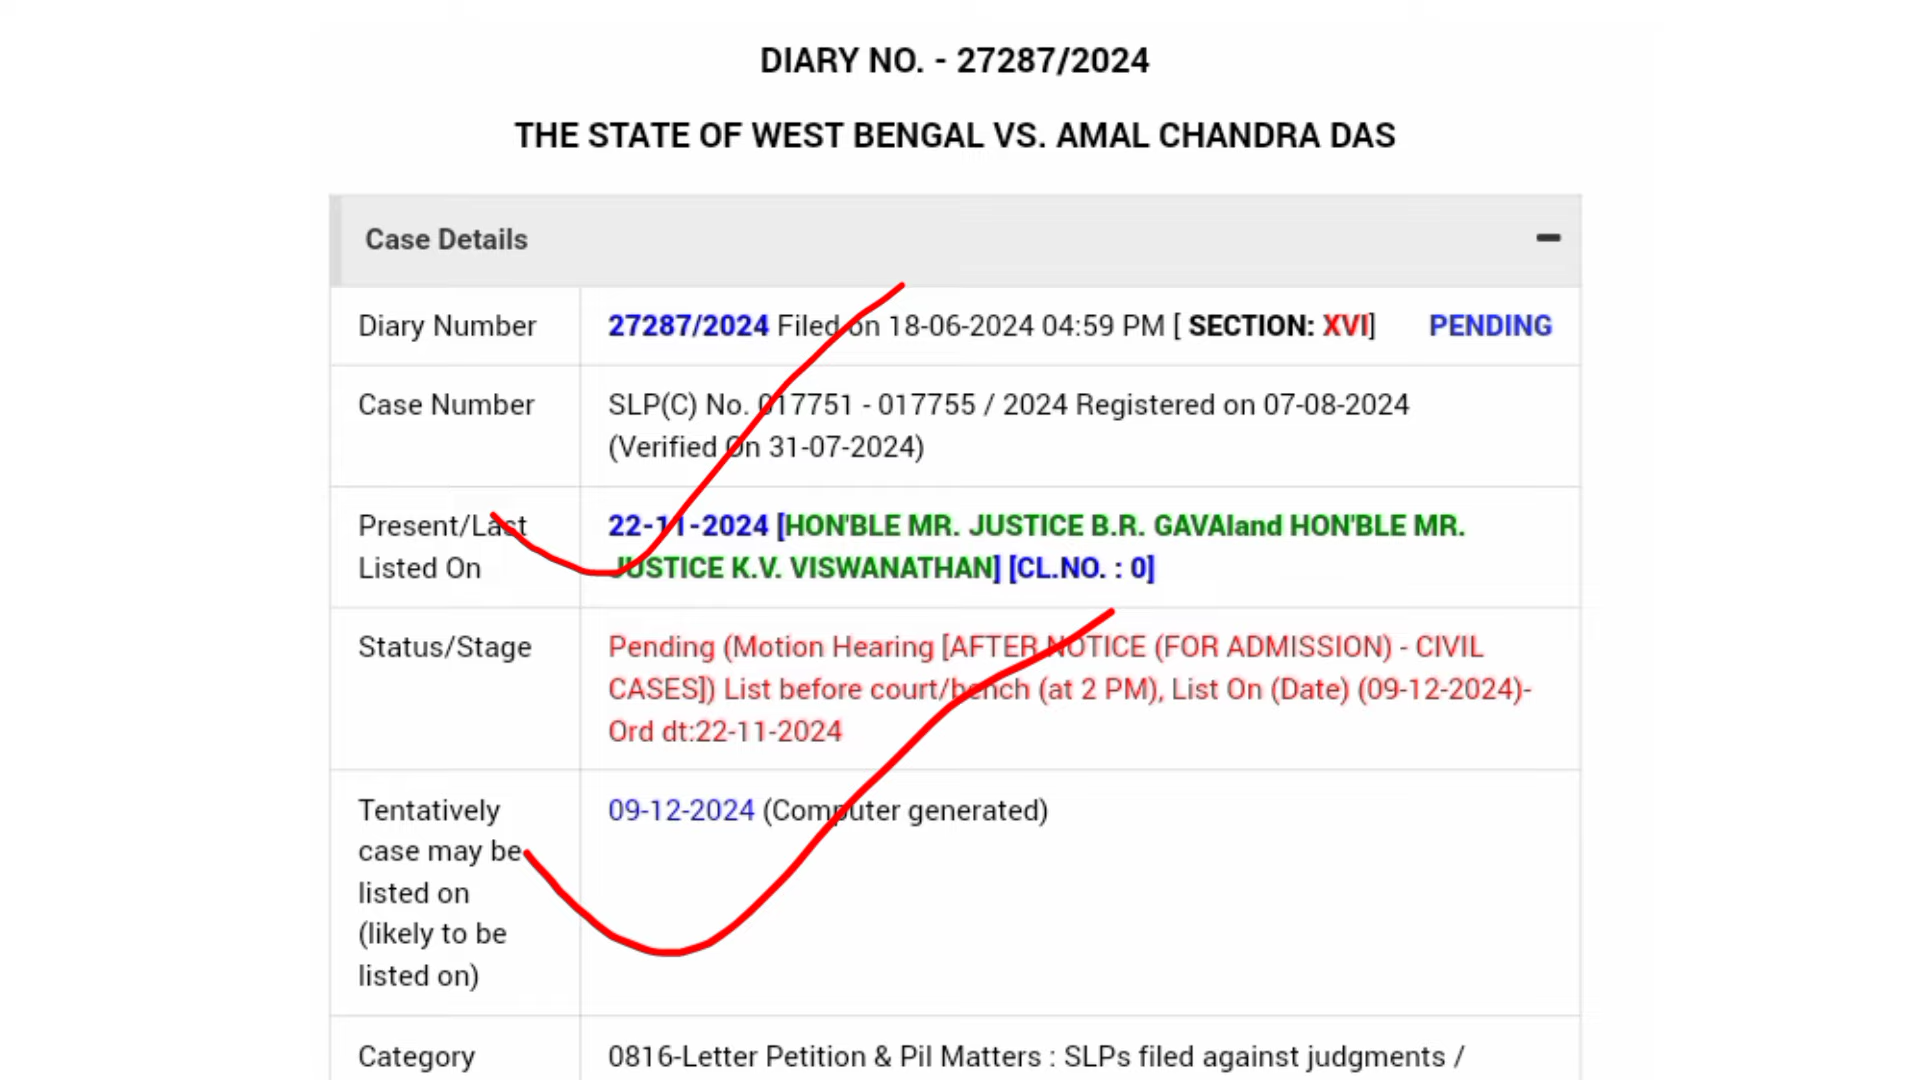 DIARY NO. - 27287/2024
THE STATE OF WEST BENGAL VS. AMAL CHANDRA DAS
Case Details
Diary Number
27287/2024 Filed on 18-06-2024 04:59 PM [ SECTION: XVI] PENDING
Case Number
SLP(C) No. 017751 - 017755 / 2024 Registered on 07-08-2024
(Verified On 31-07-2024)
Present/Last
Listed On
22-11-2024 [HON'BLE MR. JUSTICE B.R. GAVAIand HON'BLE MR.
JUSTICE K.V. VISWANATHAN] [CL.NO. : 0]
Status/Stage
Pending (Motion Hearing [AFTER NOTICE (FOR ADMISSION) - CIVIL
CASES]) List before court/bench (at 2 PM), List On (Date) (09-12-2024)-
Ord dt:22-11-2024
Tentatively
case may be
listed on
(likely to be
listed on)
09-12-2024 (Computer generated)
Category
0816-Letter Petition & Pil Matters : SLPs filed against judgments /